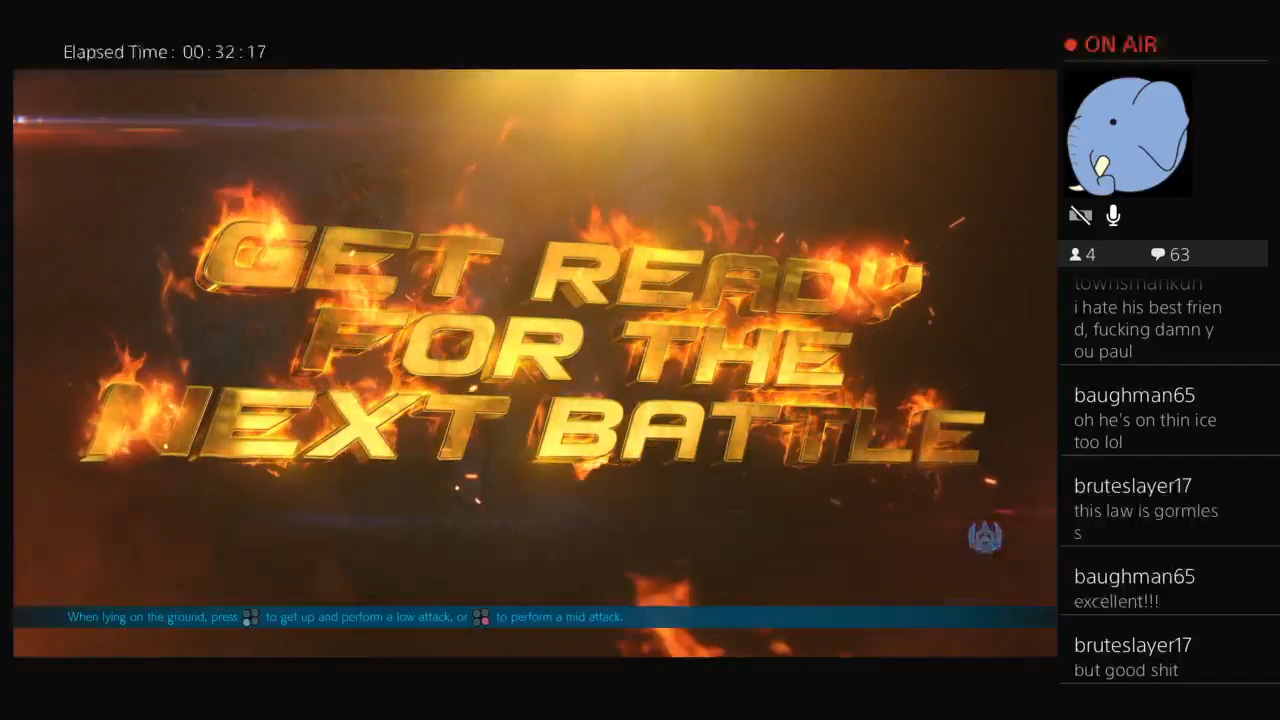 Elapsed Time: 00:32:17
ON AIR
GET READY
FOR THE
NEXT BATTLE
When lying on the ground, press to get up and perform a low attack, or to perform a mid attack.
4 63
townsmankun
i hate his best frien
d, fucking damn y
ou paul
baughman65
oh he's on thin ice
too lol
bruteslayer17
this law is gormles
s
baughman65
excellent!!!
bruteslayer17
but good shit